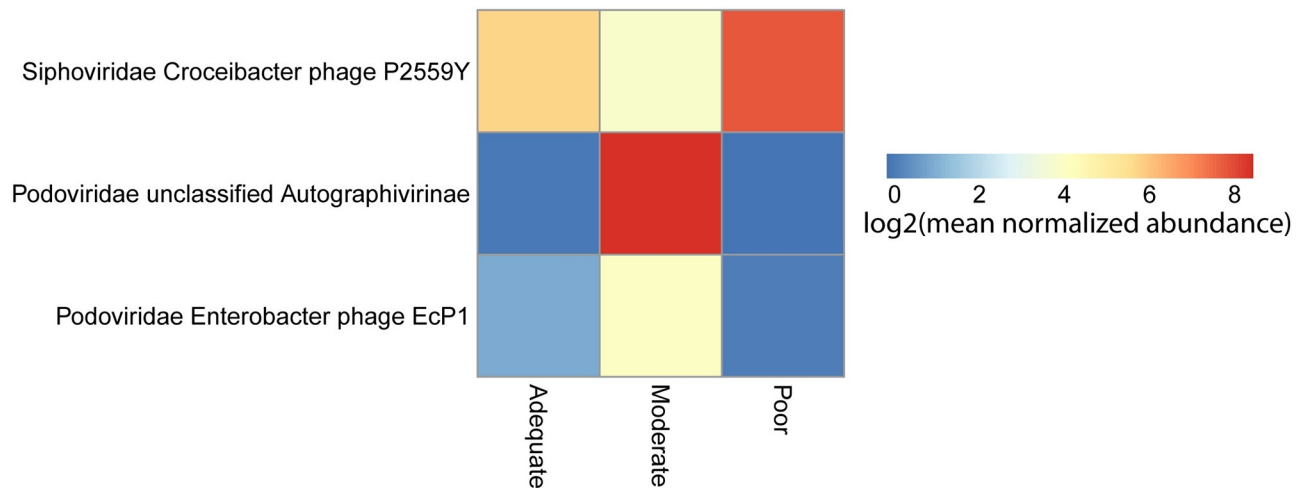 Siphoviridae Croceibacter phage P2559Y
Podoviridae unclassified Autographivirinae
Podoviridae Enterobacter phage EcP1
Adequate
Moderate
Poor
0 2 4 6 8
log2(mean normalized abundance)